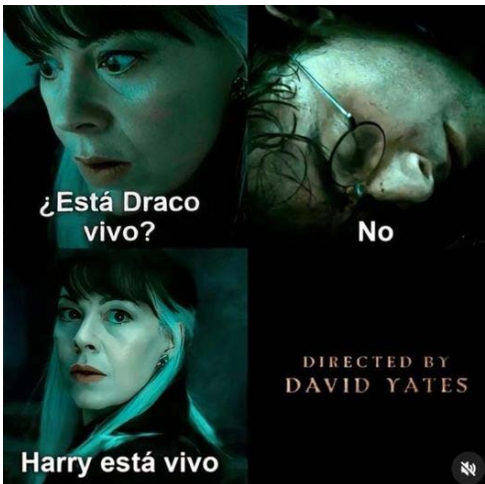 ¿Está Draco
vivo?
No
Harry está vivo
DIRECTED BY
DAVID YATES